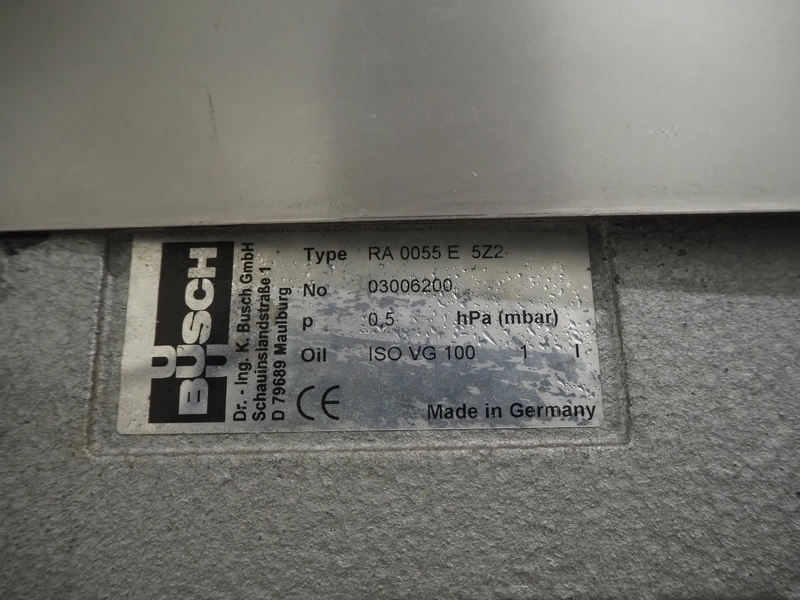 BUSCH
Dr. - Ing. K. Busch GmbH
Schauinslandstraße 1
D 79689 Maulburg
Type RA 0055 E 5Z2
No 03006200
p 0,5 hPa (mbar)
Oil ISO VG 100 1 l
CE Made in Germany